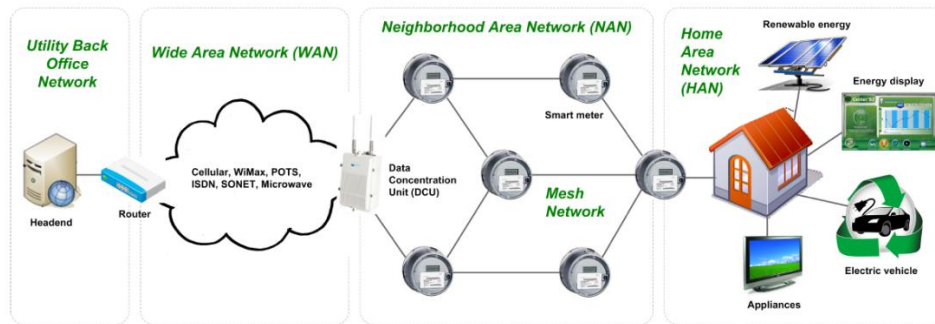 Utility Back
Office
Network
Headend
Router
Wide Area Network (WAN)
Cellular, WiMax, POTS,
ISDN, SONET, Microwave
Neighborhood Area Network (NAN)
Data
Concentration
Unit (DCU)
Smart meter
Mesh
Network
Home
Area
Network
(HAN)
Renewable energy
Energy display
Electric vehicle
Appliances